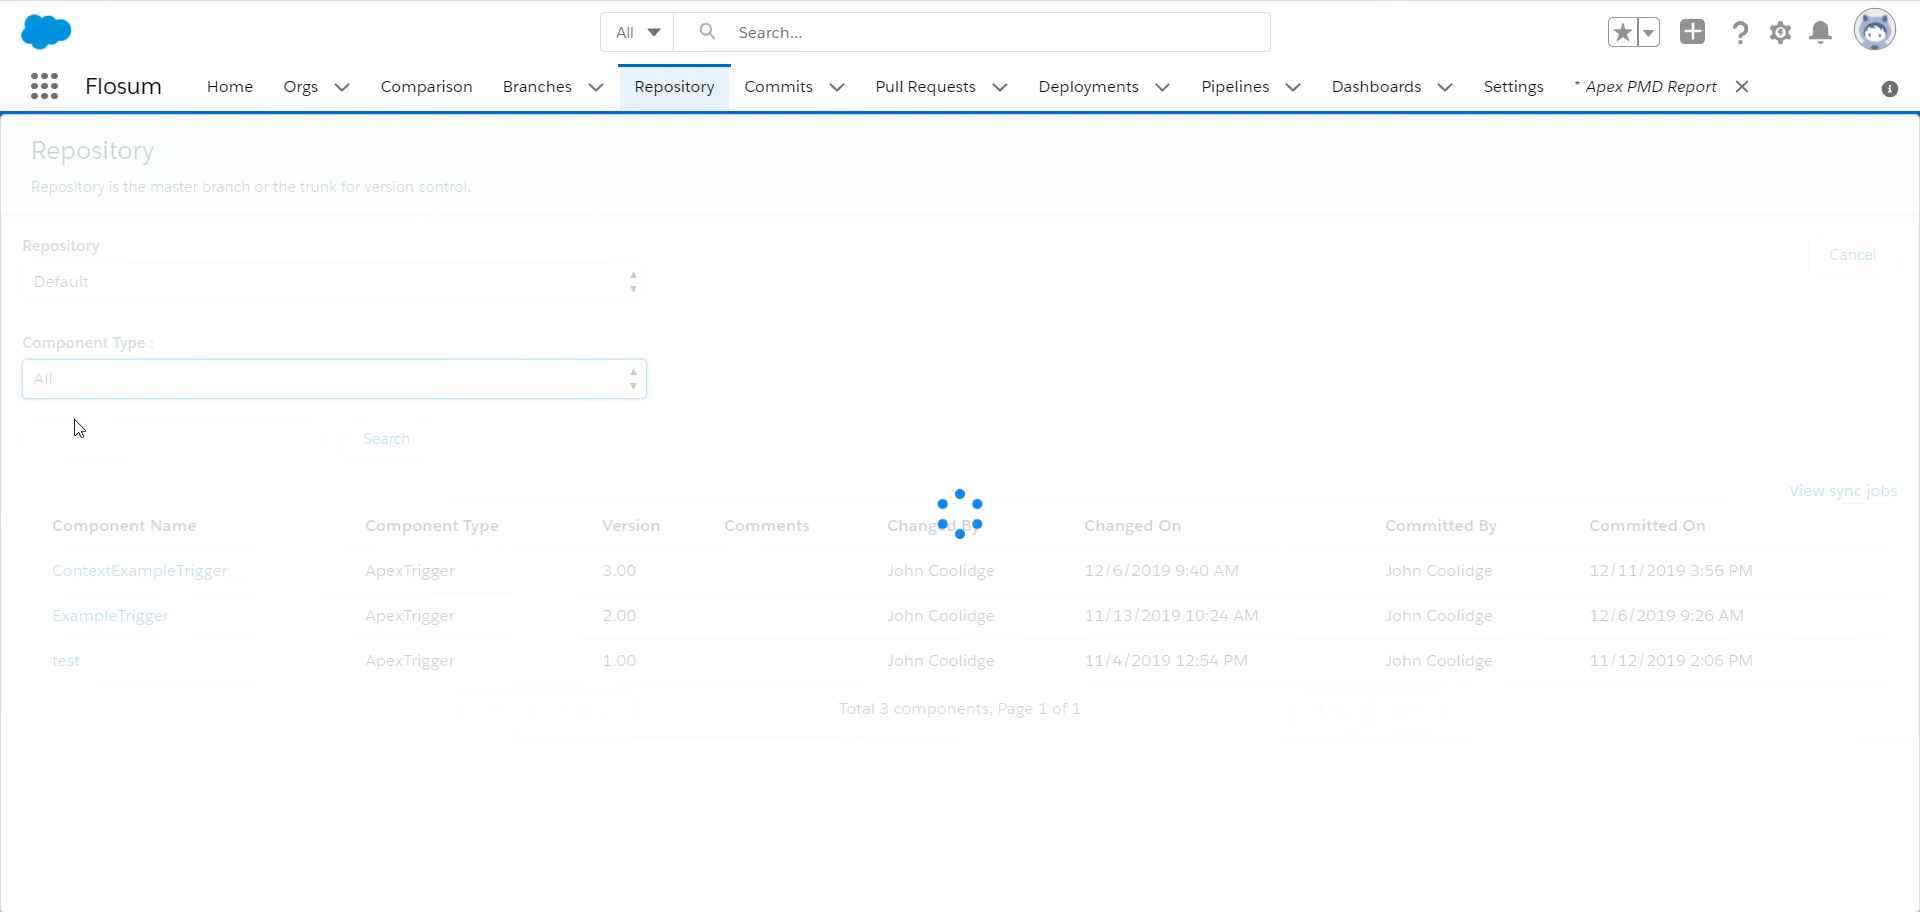 All Search...
Flosum Home Orgs Comparison Branches Repository Commits Pull Requests Deployments Pipelines Dashboards Settings * Apex PMD Report
Repository
Repository is the master branch or the trunk for version control.
Repository
Default
Cancel
Component Type :
All
Search
View sync jobs
Component Name Component Type Version Comments Changed By Changed On Committed By Committed On
ContextExampleTrigger ApexTrigger 3.00 John Coolidge 12/6/2019 9:40 AM John Coolidge 12/11/2019 3:56 PM
ExampleTrigger ApexTrigger 2.00 John Coolidge 11/13/2019 10:24 AM John Coolidge 12/6/2019 9:26 AM
test ApexTrigger 1.00 John Coolidge 11/4/2019 12:54 PM John Coolidge 11/12/2019 2:06 PM
Total 3 components, Page 1 of 1